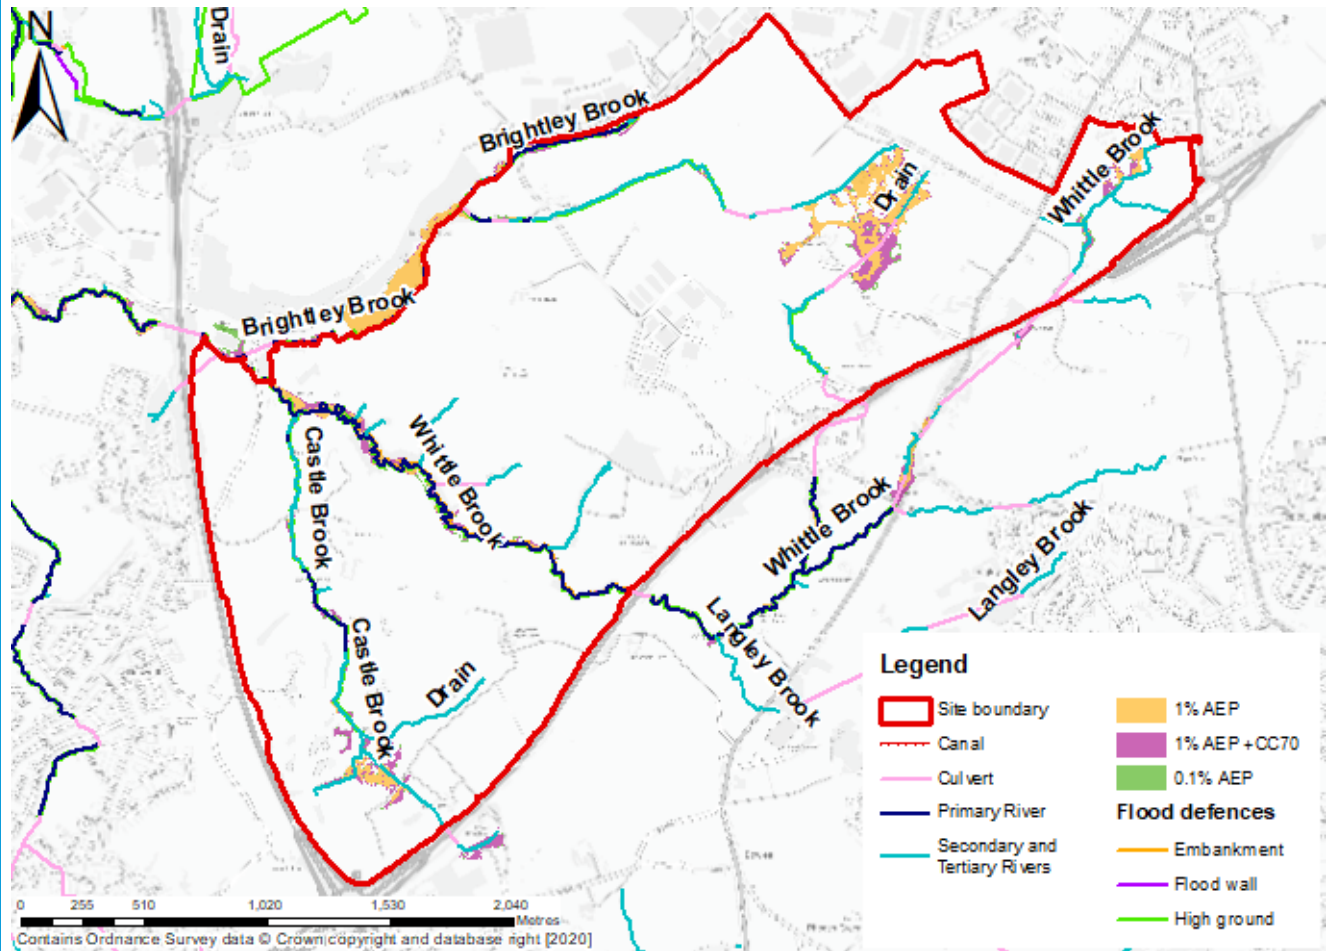 N
Drain
Brightley Brook
Whittle Brook
Drain
Brightley Brook
Castle Brook
Whittle Brook
Whittle Brook
Langley Brook
Langley Brook
Castle Brook
Drain
Legend
Site boundary
Canal
Culvert
Primary River
Secondary and
Tertiary Rivers
1% AEP
1% AEP +CC70
0.1% AEP
Flood defences
Embankment
Flood wall
High ground
0 255 510 1,020 1,530 2,040
Metres
Contains Ordnance Survey data © Crown copyright and database right [2020]